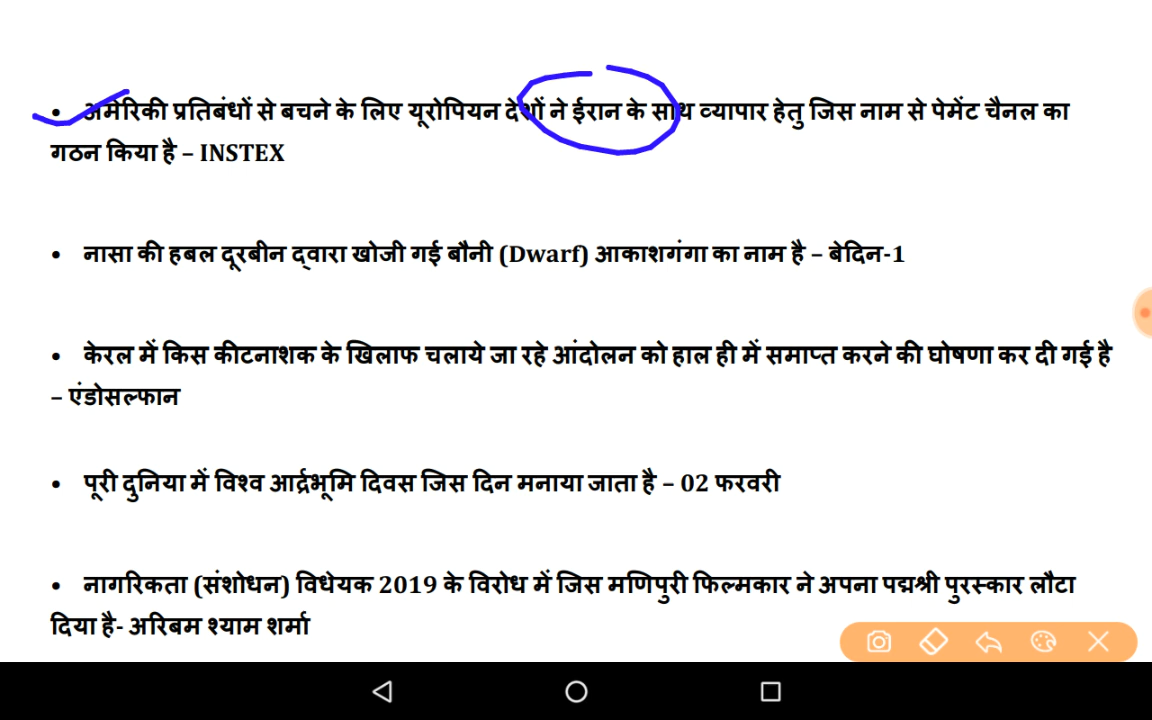 • अमेरिकी प्रतिबंधों से बचने के लिए यूरोपियन देशों ने ईरान के साथ व्यापार हेतु जिस नाम से पेमेंट चैनल का
गठन किया है – INSTEX
• नासा की हबल दूरबीन द्वारा खोजी गई बौनी (Dwarf) आकाशगंगा का नाम है – बेदिन-1
• केरल में किस कीटनाशक के खिलाफ चलाये जा रहे आंदोलन को हाल ही में समाप्त करने की घोषणा कर दी गई है
– एंडोसल्फान
• पूरी दुनिया में विश्व आर्द्रभूमि दिवस जिस दिन मनाया जाता है – 02 फरवरी
• नागरिकता (संशोधन) विधेयक 2019 के विरोध में जिस मणिपुरी फिल्मकार ने अपना पद्मश्री पुरस्कार लौटा
दिया है- अरिबम श्याम शर्मा